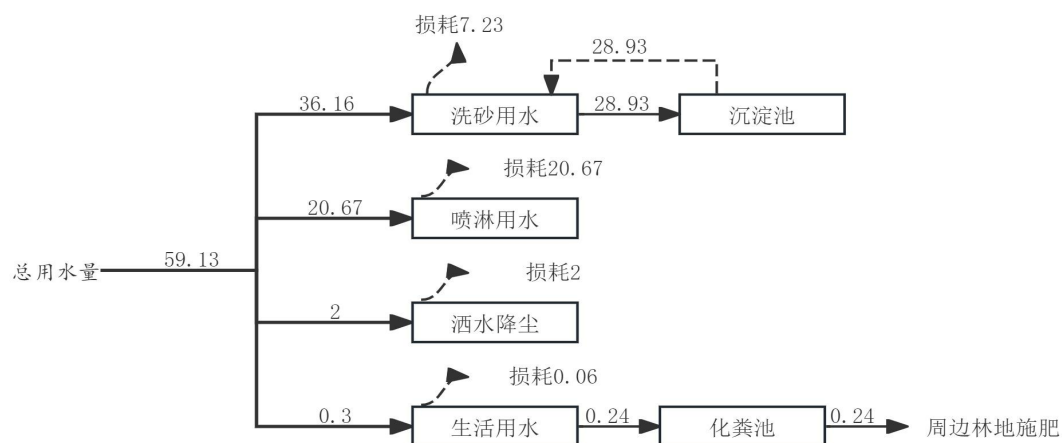 损耗7.23
28.93
36.16
洗砂用水
28.93
沉淀池
损耗20.67
20.67
喷淋用水
总用水量
59.13
损耗2
2
洒水降尘
损耗0.06
0.3
生活用水
0.24
化粪池
0.24
周边林地施肥